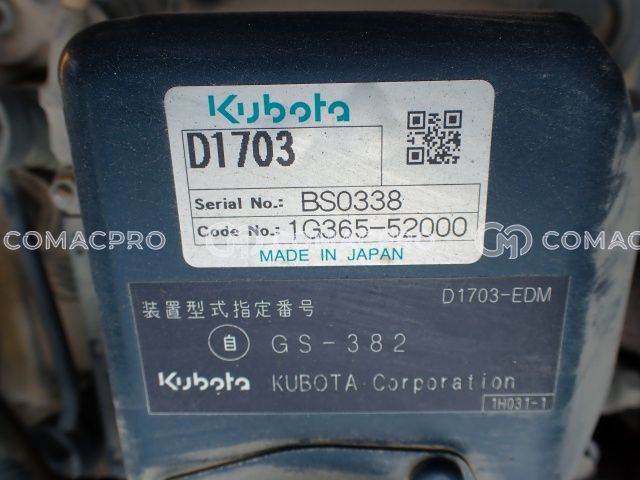 Kubota
D1703
Serial No.: BS0338
Code No.: 1G365-52000
MADE IN JAPAN
COMACPRO
COMACPRO
装置型式指定番号 D1703-EDM
自 GS-382
Kubota KUBOTA Corporation
1H031-1